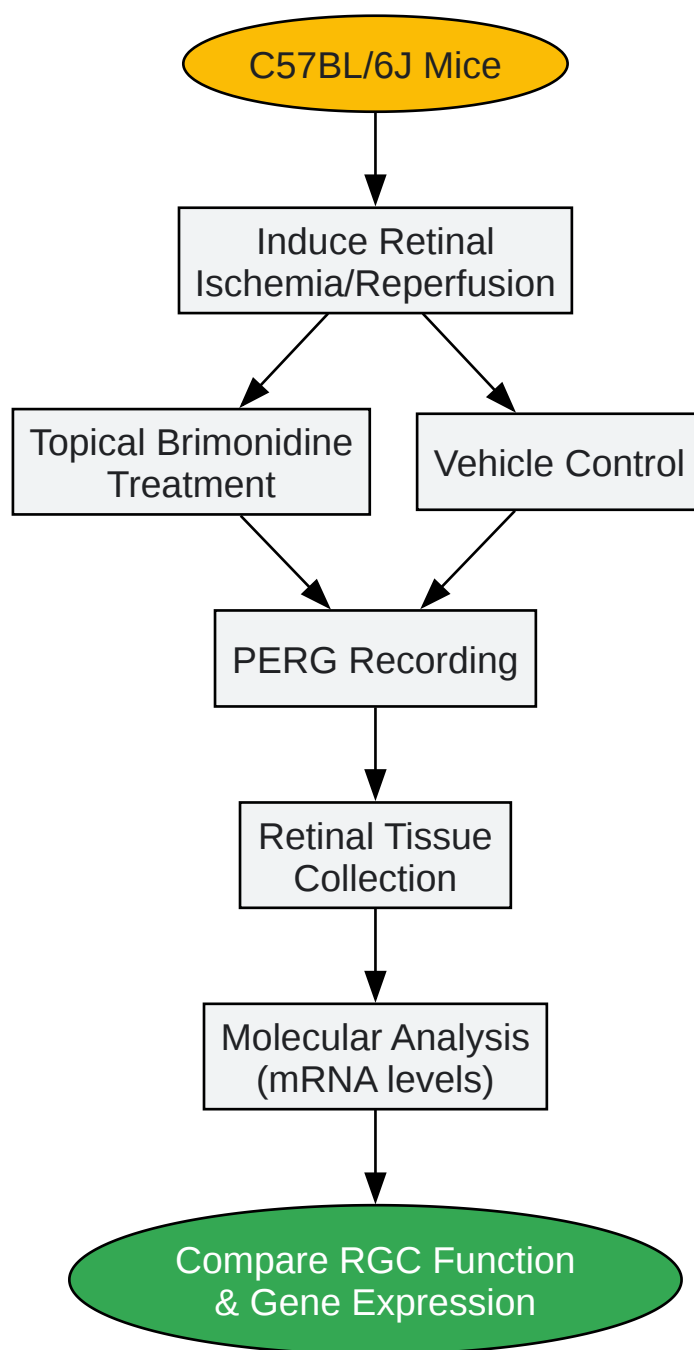 C57BL/6J Mice
Induce Retinal
Ischemia/Reperfusion
Topical Brimonidine
Treatment
Vehicle Control
PERG Recording
Retinal Tissue
Collection
Molecular Analysis
(mRNA levels)
Compare RGC Function
& Gene Expression